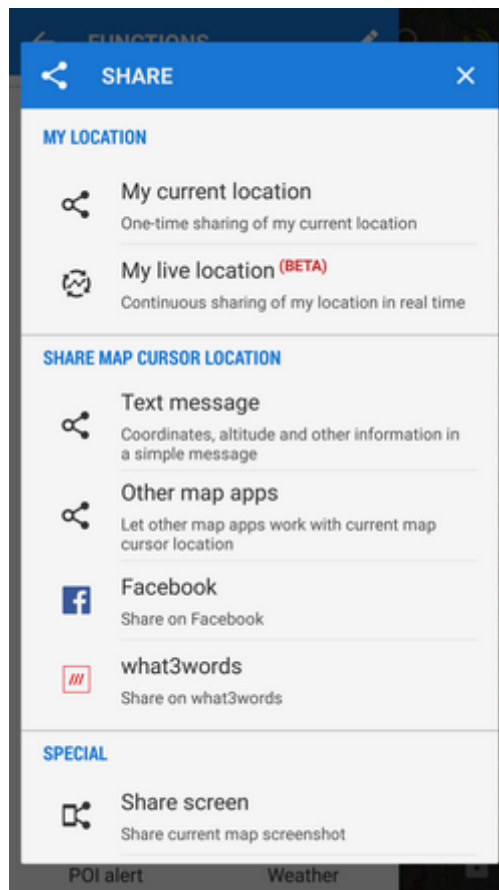 FUNCTIONS
SHARE
MY LOCATION
My current location
One-time sharing of my current location
My live location (BETA)
Continuous sharing of my location in real time
SHARE MAP CURSOR LOCATION
Text message
Coordinates, altitude and other information in
a simple message
Other map apps
Let other map apps work with current map
cursor location
Facebook
Share on Facebook
what3words
Share on what3words
SPECIAL
Share screen
Share current map screenshot
POI alert
Weather